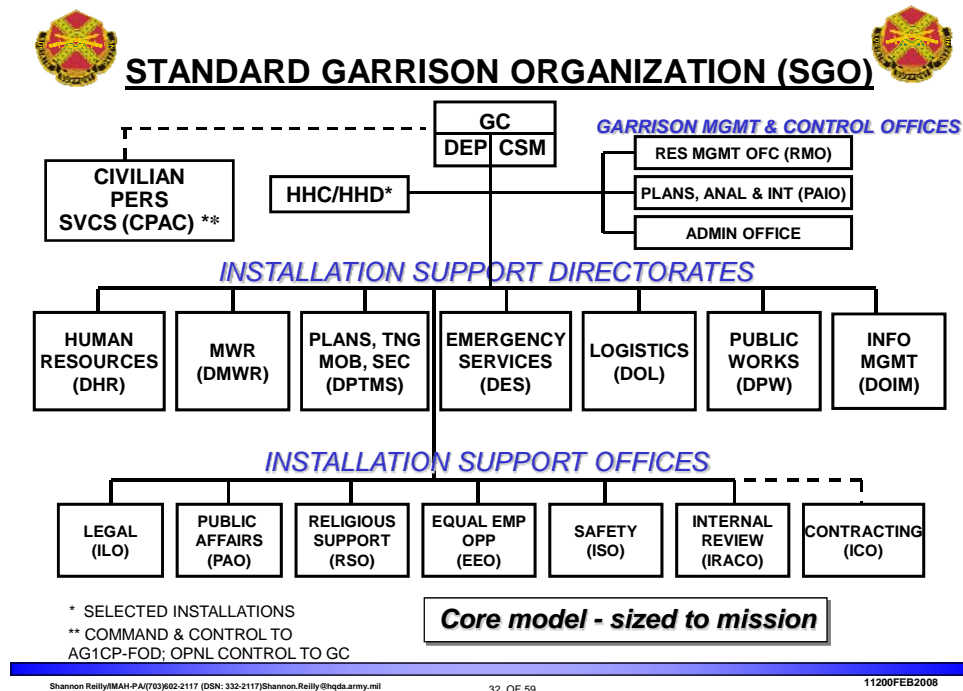 STANDARD GARRISON ORGANIZATION (SGO)
GC
DEP CSM
GARRISON MGMT & CONTROL OFFICES
RES MGMT OFC (RMO)
PLANS, ANAL & INT (PAIO)
ADMIN OFFICE
CIVILIAN
PERS
SVCS (CPAC) **
HHC/HHD*
INSTALLATION SUPPORT DIRECTORATES
HUMAN
RESOURCES
(DHR)
MWR
(DMWR)
PLANS, TNG
MOB, SEC
(DPTMS)
EMERGENCY
SERVICES
(DES)
LOGISTICS
(DOL)
PUBLIC
WORKS
(DPW)
INFO
MGMT
(DOIM)
INSTALLATION SUPPORT OFFICES
LEGAL
(ILO)
PUBLIC
AFFAIRS
(PAO)
RELIGIOUS
SUPPORT
(RSO)
EQUAL EMP
OPP
(EEO)
SAFETY
(ISO)
INTERNAL
REVIEW
(IRACO)
CONTRACTING
(ICO)
* SELECTED INSTALLATIONS
** COMMAND & CONTROL TO
AG1CP-FOD; OPNL CONTROL TO GC
Core model - sized to mission
Shannon Reilly/IMAH-PA/(703)602-2117 (DSN: 332-2117)Shannon.Reilly@hqda.army.mil
32 OF 59
11200FEB2008